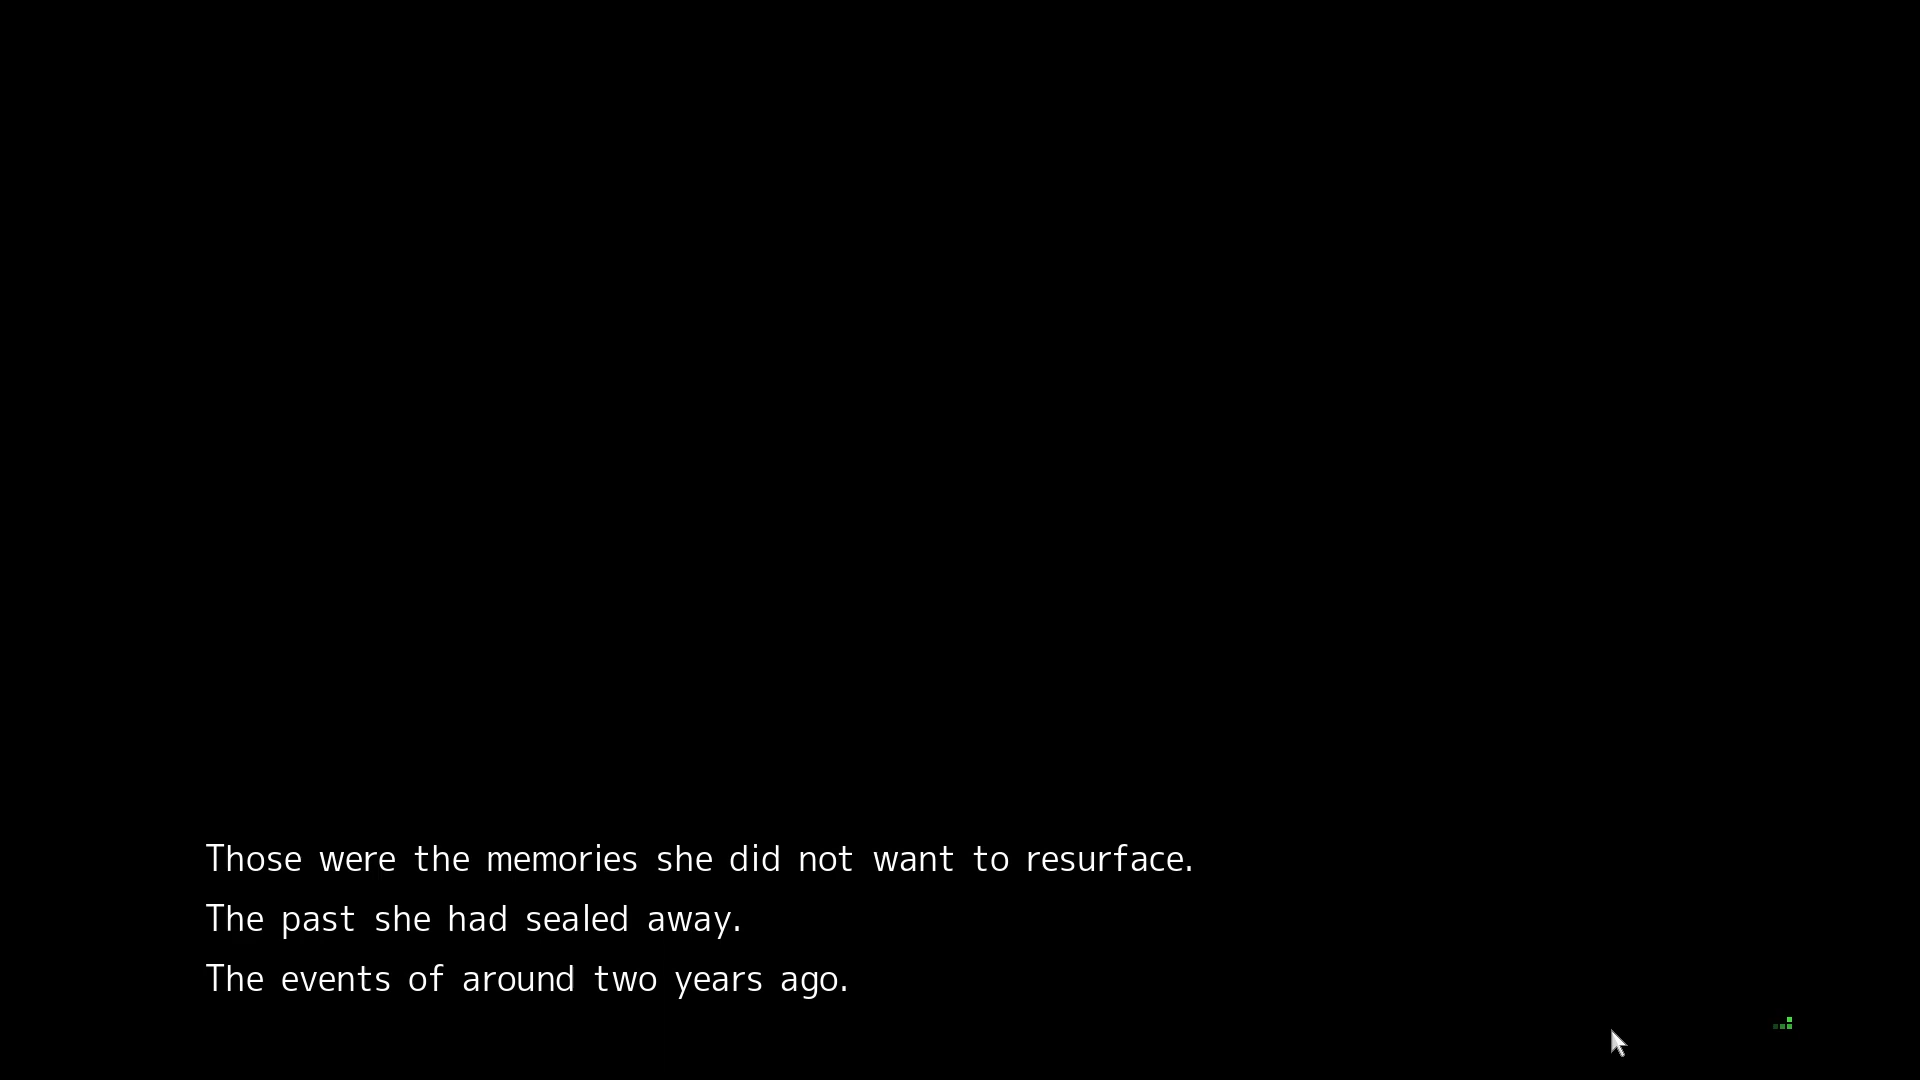 Those were the memories she did not want to resurface.
The past she had sealed away.
The events of around two years ago.